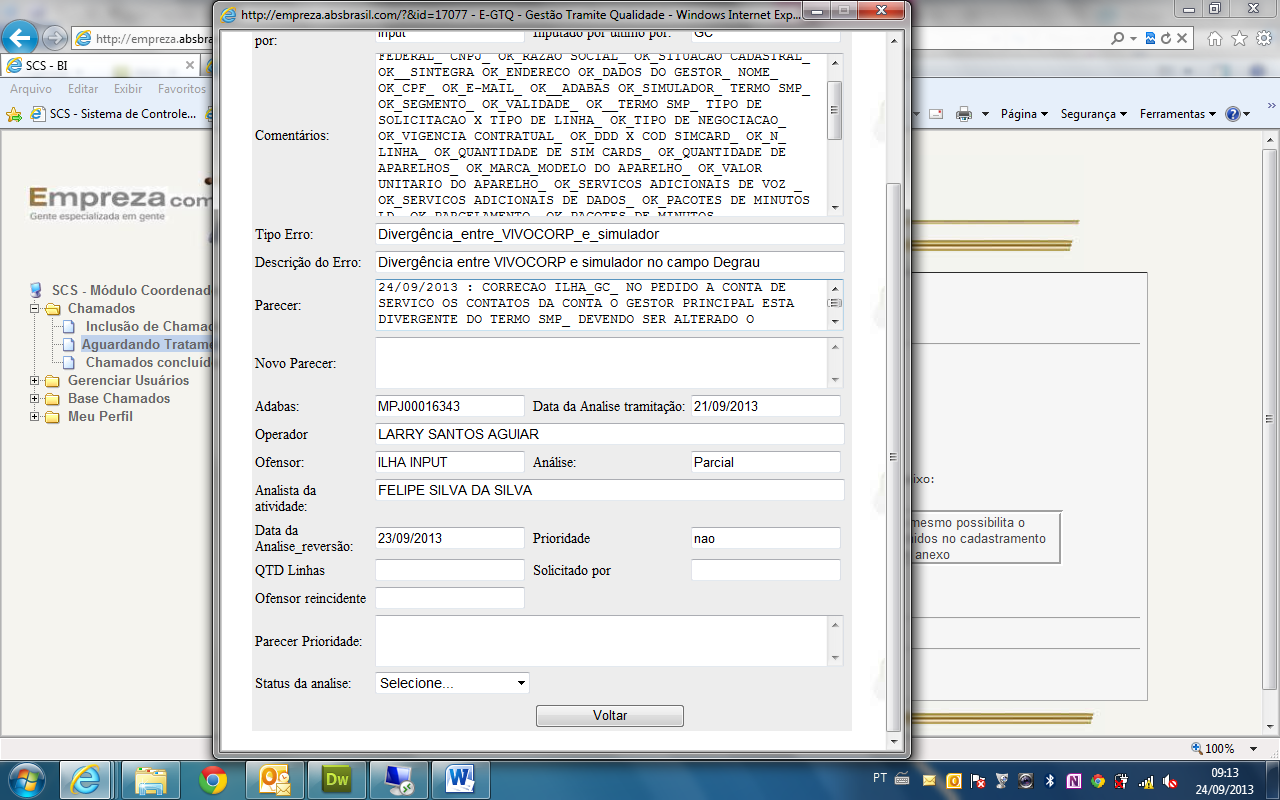 http://empreza.absbrasil.com/?&id=17077 - E-GTQ - Gestão Tramite Qualidade - Windows Internet Exp...
http://empreza.absbra
SCS - BI
Arquivo Editar Exibir Favoritos
SCS - Sistema de Controle...
Página Segurança Ferramentas
Empreza.com
Gente especializada em gente
SCS - Módulo Coordenad
Chamados
Inclusão de Chamad
Aguardando Tratame
Chamados concluíd
Gerenciar Usuários
Base Chamados
Meu Perfil
por: Input Imputado por ultimo por: GC
Comentários:
FEDERAL_ CNPJ_ OK_RAZAO SOCIAL_ OK_SITUACAO CADASTRAL_
OK__SINTEGRA OK_ENDERECO OK_DADOS DO GESTOR_ NOME_
OK_CPF_ OK_E-MAIL_ OK__ADABAS OK_SIMULADOR_ TERMO SMP_
OK_SEGMENTO_ OK_VALIDADE_ OK__TERMO SMP_ TIPO DE
SOLICITACAO X TIPO DE LINHA_ OK_TIPO DE NEGOCIACAO_
OK_VIGENCIA CONTRATUAL_ OK_DDD X COD SIMCARD_ OK_N_
LINHA_ OK_QUANTIDADE DE SIM CARDS_ OK_QUANTIDADE DE
APARELHOS_ OK_MARCA_MODELO DO APARELHO_ OK_VALOR
UNITARIO DO APARELHO_ OK_SERVICOS ADICIONAIS DE VOZ _
OK_SERVICOS ADICIONAIS DE DADOS_ OK_PACOTES DE MINUTOS
LD_ OK_PARCELAMENTO_ OK_PACOTES DE MINUTOS
Tipo Erro: Divergência_entre_VIVOCORP_e_simulador
Descrição do Erro: Divergência entre VIVOCORP e simulador no campo Degrau
Parecer:
24/09/2013 : CORRECAO ILHA_GC_ NO PEDIDO A CONTA DE
SERVICO OS CONTATOS DA CONTA O GESTOR PRINCIPAL ESTA
DIVERGENTE DO TERMO SMP_ DEVENDO SER ALTERADO O
Novo Parecer:
Adabas: MPJ00016343 Data da Analise tramitação: 21/09/2013
Operador LARRY SANTOS AGUIAR
Ofensor: ILHA INPUT Análise: Parcial
Analista da
atividade: FELIPE SILVA DA SILVA
Data da
Analise_reversão: 23/09/2013 Prioridade nao
QTD Linhas Solicitado por
Ofensor reincidente
Parecer Prioridade:
Status da analise: Selecione...
Voltar
ixo:
mesmo possibilita o
idos no cadastramento
anexo
100%
PT
09:13
24/09/2013